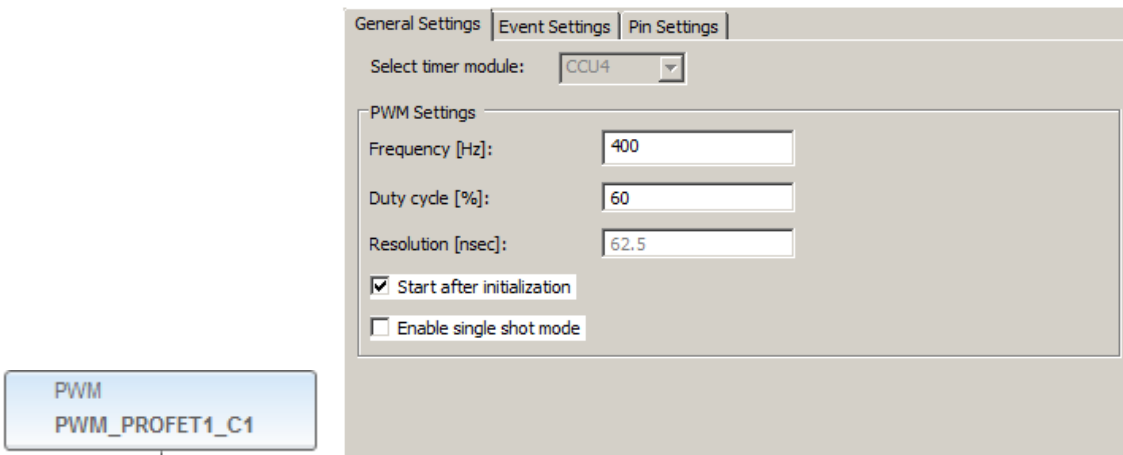 General Settings Event Settings Pin Settings
Select timer module: CCU4
PWM Settings
Frequency [Hz]: 400
Duty cycle [%]: 60
Resolution [nsec]: 62.5
Start after initialization
Enable single shot mode
PWM
PWM_PROFET1_C1